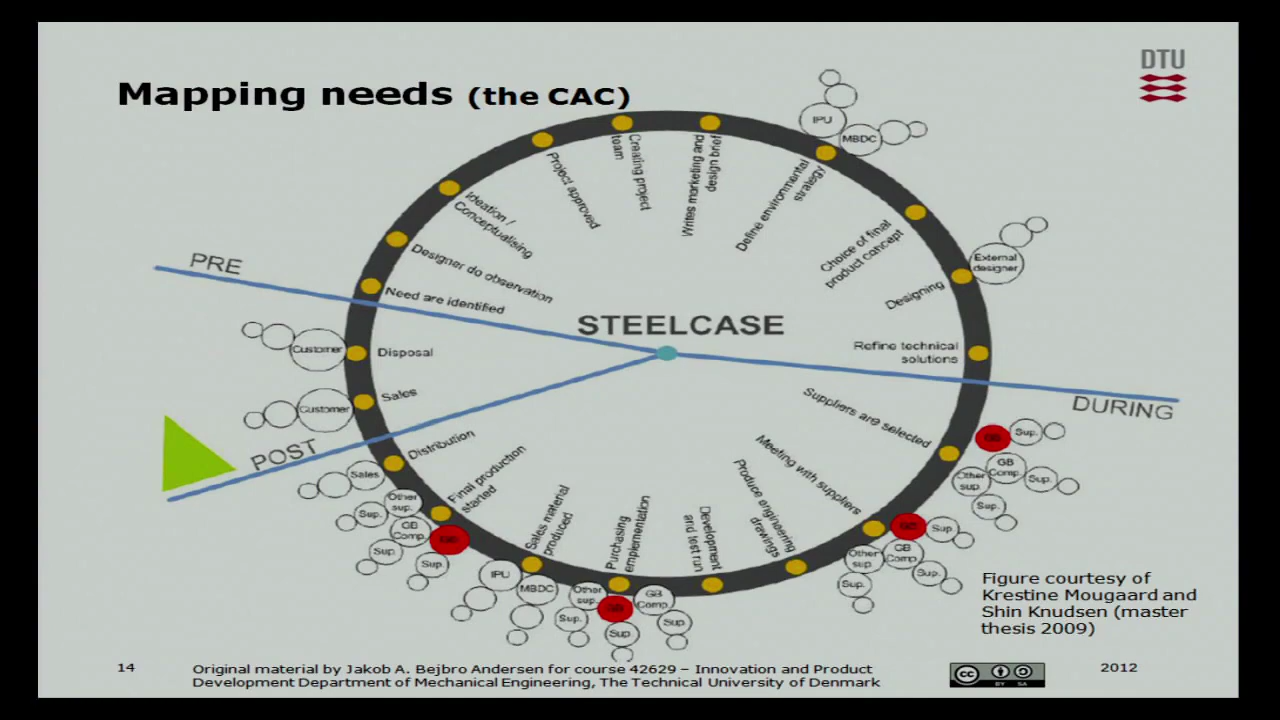 DTU
Mapping needs (the CAC)
IPU
MBDC
Creating project
team
Writes marketing and
design brief
Define environmental
strategy
Project approved
Ideation /
Conceptualising
Choice of final
product concept
External
designer
Designer do observation
Designing
PRE
Need are identified
STEELCASE
Customer
Disposal
Refine technical
solutions
Customer
Sales
DURING
Suppliers are selected
POST
Distribution
Meeting with suppliers
Sup.
GB
Comp.
Other
sup.
Sup.
Sup.
Final production
started
Produce engineering
drawings
Sales
Other
sup.
Sup.
GB
Comp.
Sup.
Sup.
Sales material
produced
Purchasing
emplementation
Development
and test run
Sup.
GB
Comp.
Other
sup.
Sup.
Sup.
IPU
MBDC
Other
sup.
GB
GB
Comp.
Sup.
Sup.
Sup.
Figure courtesy of
Krestine Mougaard and
Shin Knudsen (master
thesis 2009)
14
Original material by Jakob A. Bejbro Andersen for course 42629 – Innovation and Product
Development Department of Mechanical Engineering, The Technical University of Denmark
cc
BY SA
2012